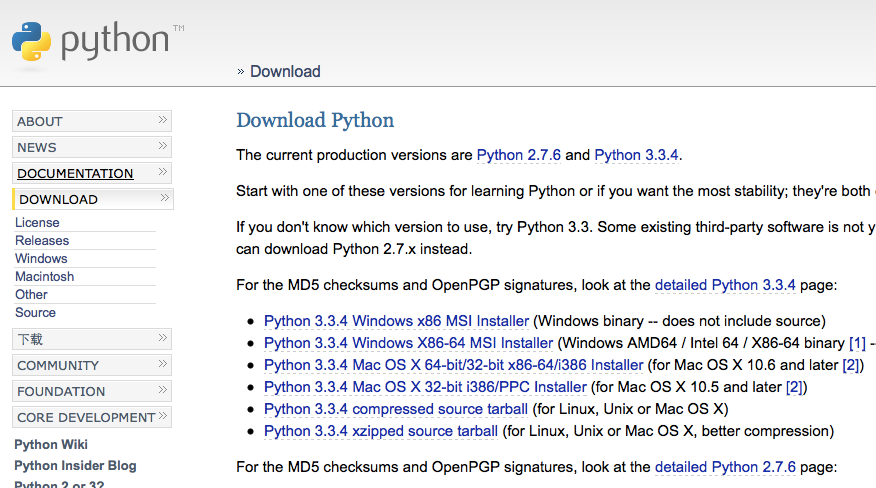 python™
» Download
ABOUT
NEWS
DOCUMENTATION
DOWNLOAD
License
Releases
Windows
Macintosh
Other
Source
下载
COMMUNITY
FOUNDATION
CORE DEVELOPMENT
Python Wiki
Python Insider Blog
Python 2 or 3?
Download Python
The current production versions are Python 2.7.6 and Python 3.3.4.
Start with one of these versions for learning Python or if you want the most stability; they're both
If you don't know which version to use, try Python 3.3. Some existing third-party software is not y
can download Python 2.7.x instead.
For the MD5 checksums and OpenPGP signatures, look at the detailed Python 3.3.4 page:
• Python 3.3.4 Windows x86 MSI Installer (Windows binary -- does not include source)
• Python 3.3.4 Windows X86-64 MSI Installer (Windows AMD64 / Intel 64 / X86-64 binary [1] --
• Python 3.3.4 Mac OS X 64-bit/32-bit x86-64/i386 Installer (for Mac OS X 10.6 and later [2])
• Python 3.3.4 Mac OS X 32-bit i386/PPC Installer (for Mac OS X 10.5 and later [2])
• Python 3.3.4 compressed source tarball (for Linux, Unix or Mac OS X)
• Python 3.3.4 xzipped source tarball (for Linux, Unix or Mac OS X, better compression)
For the MD5 checksums and OpenPGP signatures, look at the detailed Python 2.7.6 page: